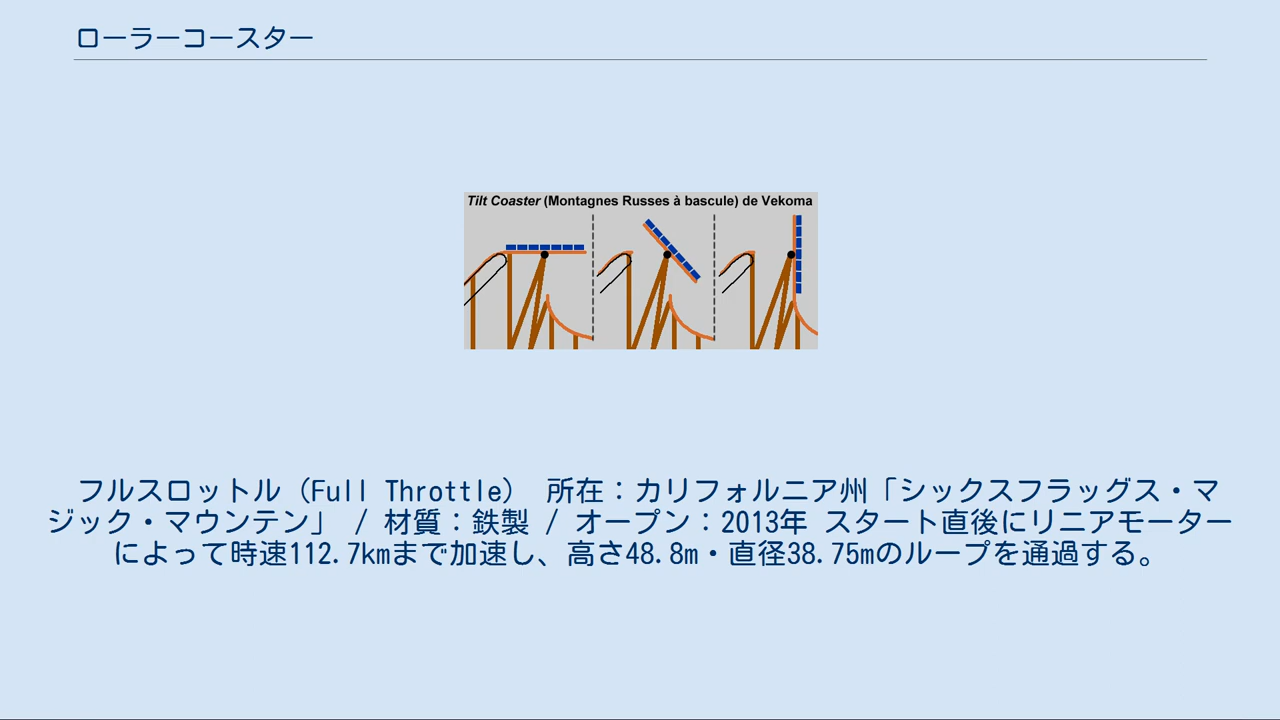 ローラーコースター
Tilt Coaster (Montagnes Russes à bascule) de Vekoma
フルスロットル（Full Throttle） 所在：カリフォルニア州「シックスフラッグス・マ
ジック・マウンテン」 / 材質：鉄製 / オープン：2013年 スタート直後にリニアモーター
によって時速112.7kmまで加速し、高さ48.8m・直径38.75mのループを通過する。